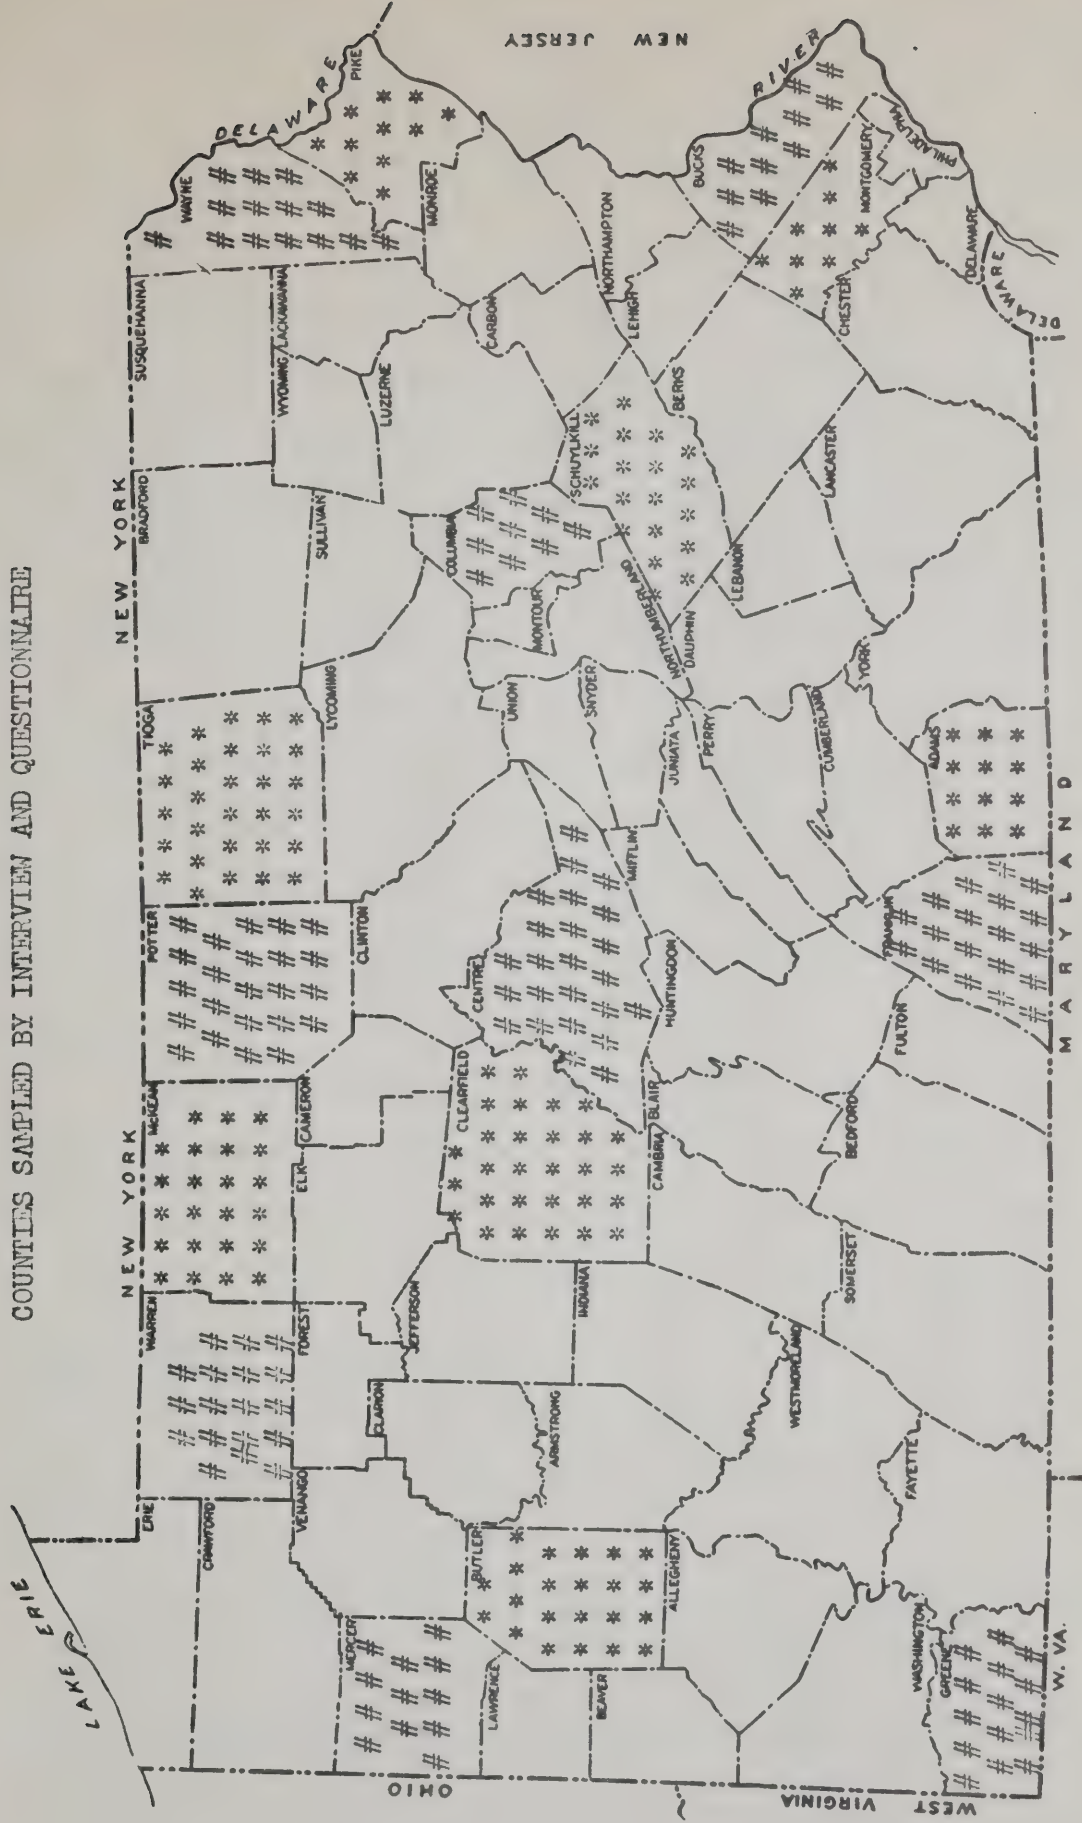 COUNTIES SAMPLED BY INTERVIEW AND QUESTIONNAIRE
LAKE ERIE
NEW YORK
NEW YORK
ERIE
WARREN
McKEAN
POTTER
TIOGA
BRADFORD
SUSQUEHANNA
WAYNE
DELAWARE
PIKE
CRAWFORD
VENANGO
FOREST
ELK
CAMERON
CLINTON
LYCOMING
SULLIVAN
WYOMING
LACKAWANNA
LUZERNE
MONROE
MERCER
CLARION
JEFFERSON
CLEARFIELD
CENTRE
UNION
MONTOUR
COLUMBIA
CARBON
NEW JERSEY
OHIO
LAWRENCE
BUTLER
ARMSTRONG
INDIANA
SNYDER
NORTHUMBERLAND
SCHUYLKILL
NORTHAMPTON
LEHIGH
BEAVER
ALLEGHENY
CAMBRIA
BLAIR
HUNTINGDON
MIFFLIN
JUNIATA
PERRY
DAUPHIN
LEBANON
BERKS
BUCKS
RIVER
WESTMORELAND
SOMERSET
BEDFORD
FULTON
FRANKLIN
CUMBERLAND
YORK
LANCASTER
CHESTER
MONTGOMERY
PHILADELPHIA
DELAWARE
DELAWARE
WASHINGTON
GREENE
FAYETTE
ADAMS
WEST VIRGINIA
W. VA.
MARYLAND
DELAWARE